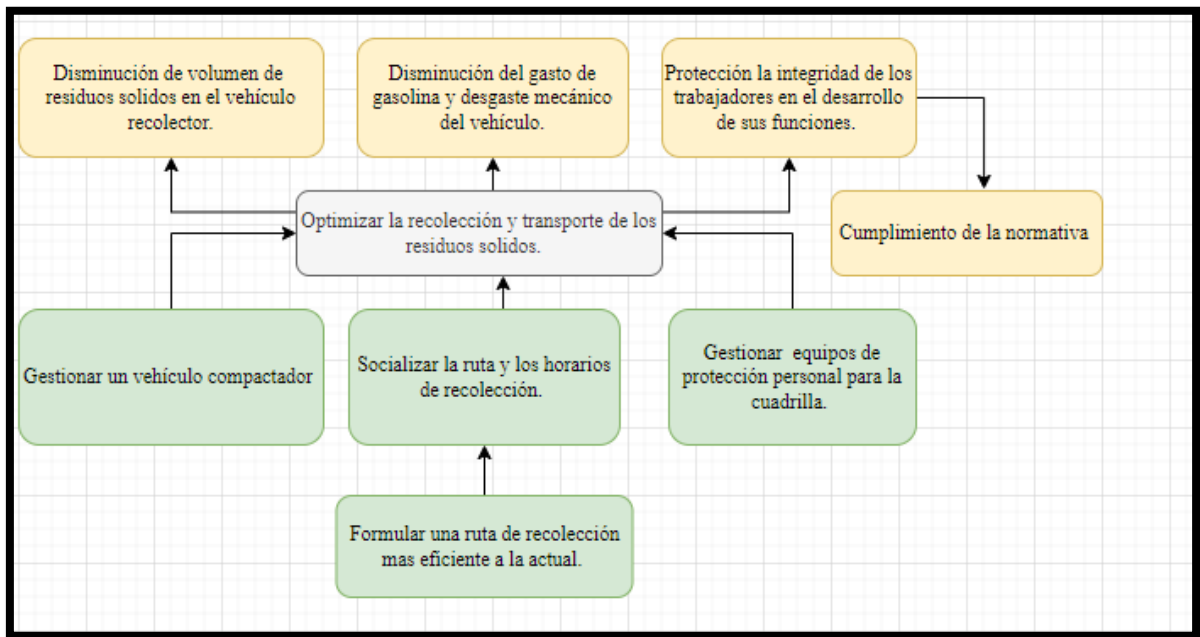 Disminución de volumen de
residuos solidos en el vehículo
recolector.
Disminución del gasto de
gasolina y desgaste mecánico
del vehículo.
Protección la integridad de los
trabajadores en el desarrollo
de sus funciones.
Optimizar la recolección y transporte de los
residuos solidos.
Cumplimiento de la normativa
Gestionar un vehículo compactador
Socializar la ruta y los horarios
de recolección.
Gestionar equipos de
protección personal para la
cuadrilla.
Formular una ruta de recolección
mas eficiente a la actual.